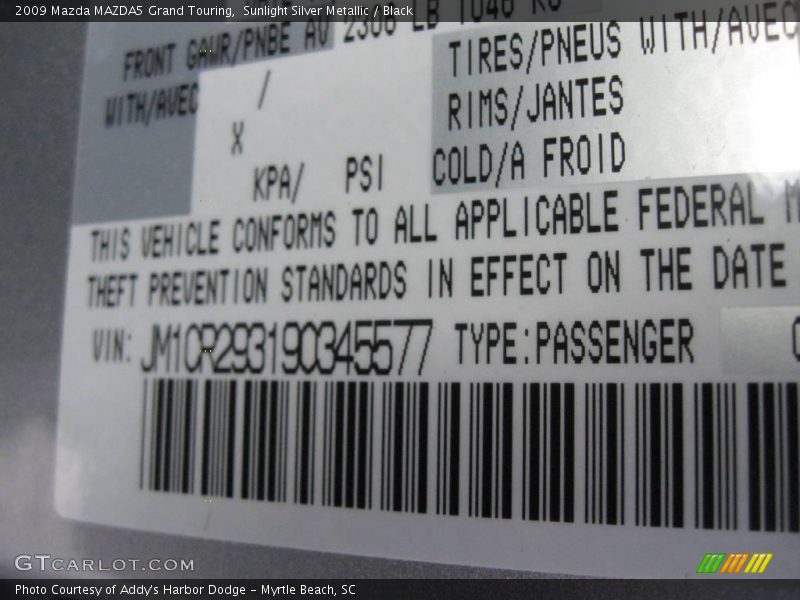 2009 Mazda MAZDA5 Grand Touring,  Sunlight Silver Metallic / Black
FRONT GAWR/PNBE AV 2306 LB 1046 KG
TIRES/PNEUS WITH/AVEC
WITH/AVEC / RIMS/JANTES
X
KPA/ PSI COLD/A FROID
THIS VEHICLE CONFORMS TO ALL APPLICABLE FEDERAL M
THEFT PREVENTION STANDARDS IN EFFECT ON THE DATE
VIN: JM1CR293190345577 TYPE:PASSENGER
GTCARLOT.COM
Photo Courtesy of Addy's Harbor Dodge – Myrtle Beach, SC